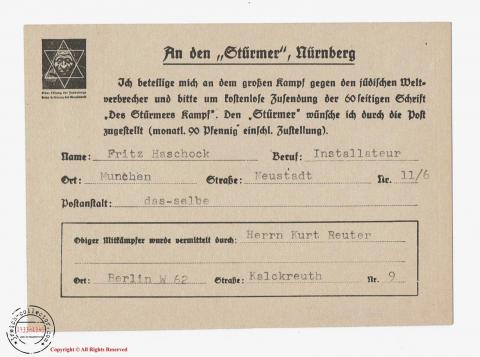 An den „Stürmer“, Nürnberg
Ich beteilige mich an dem großen Kampf gegen den jüdischen Welt-
verbrecher und bitte um kostenlose Zusendung der 60seitigen Schrift
„Des Stürmers Kampf“. Den „Stürmer“ wünsche ich durch die Post
zugestellt (monatl. 90 Pfennig einschl. Zustellung).
Name: Fritz Haschock Beruf: Installateur
Ort: Munchen Straße: Neustadt Nr. 11/6
Postanstalt: das-selbe
Obiger Mitkämpfer wurde vermittelt durch: Herrn Kurt Reuter
Ort: Berlin W 62 Straße: Kalckreuth Nr. 9
Copyright © All Rights Reserved